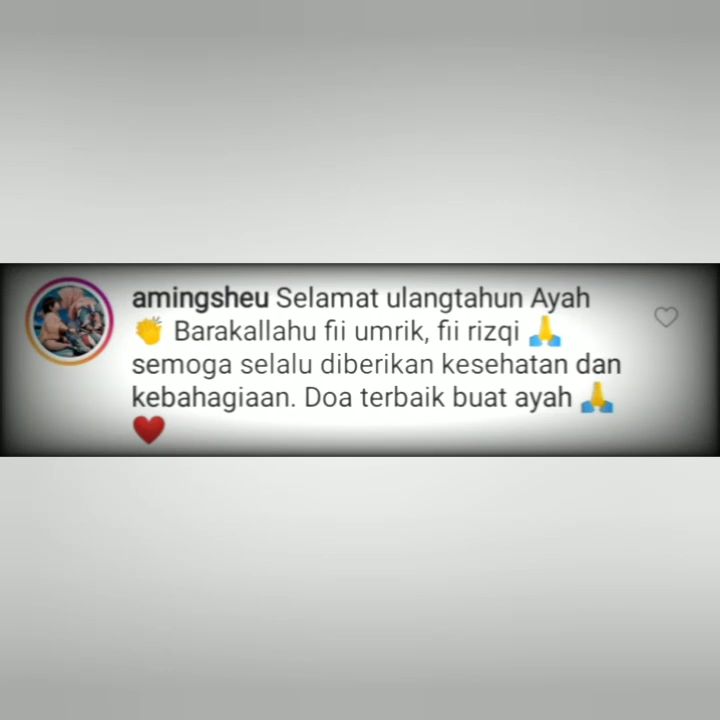 amingsheu Selamat ulangtahun Ayah
👏 Barakallahu fii umrik, fii rizqi 🙏
semoga selalu diberikan kesehatan dan
kebahagiaan. Doa terbaik buat ayah 🙏
❤️